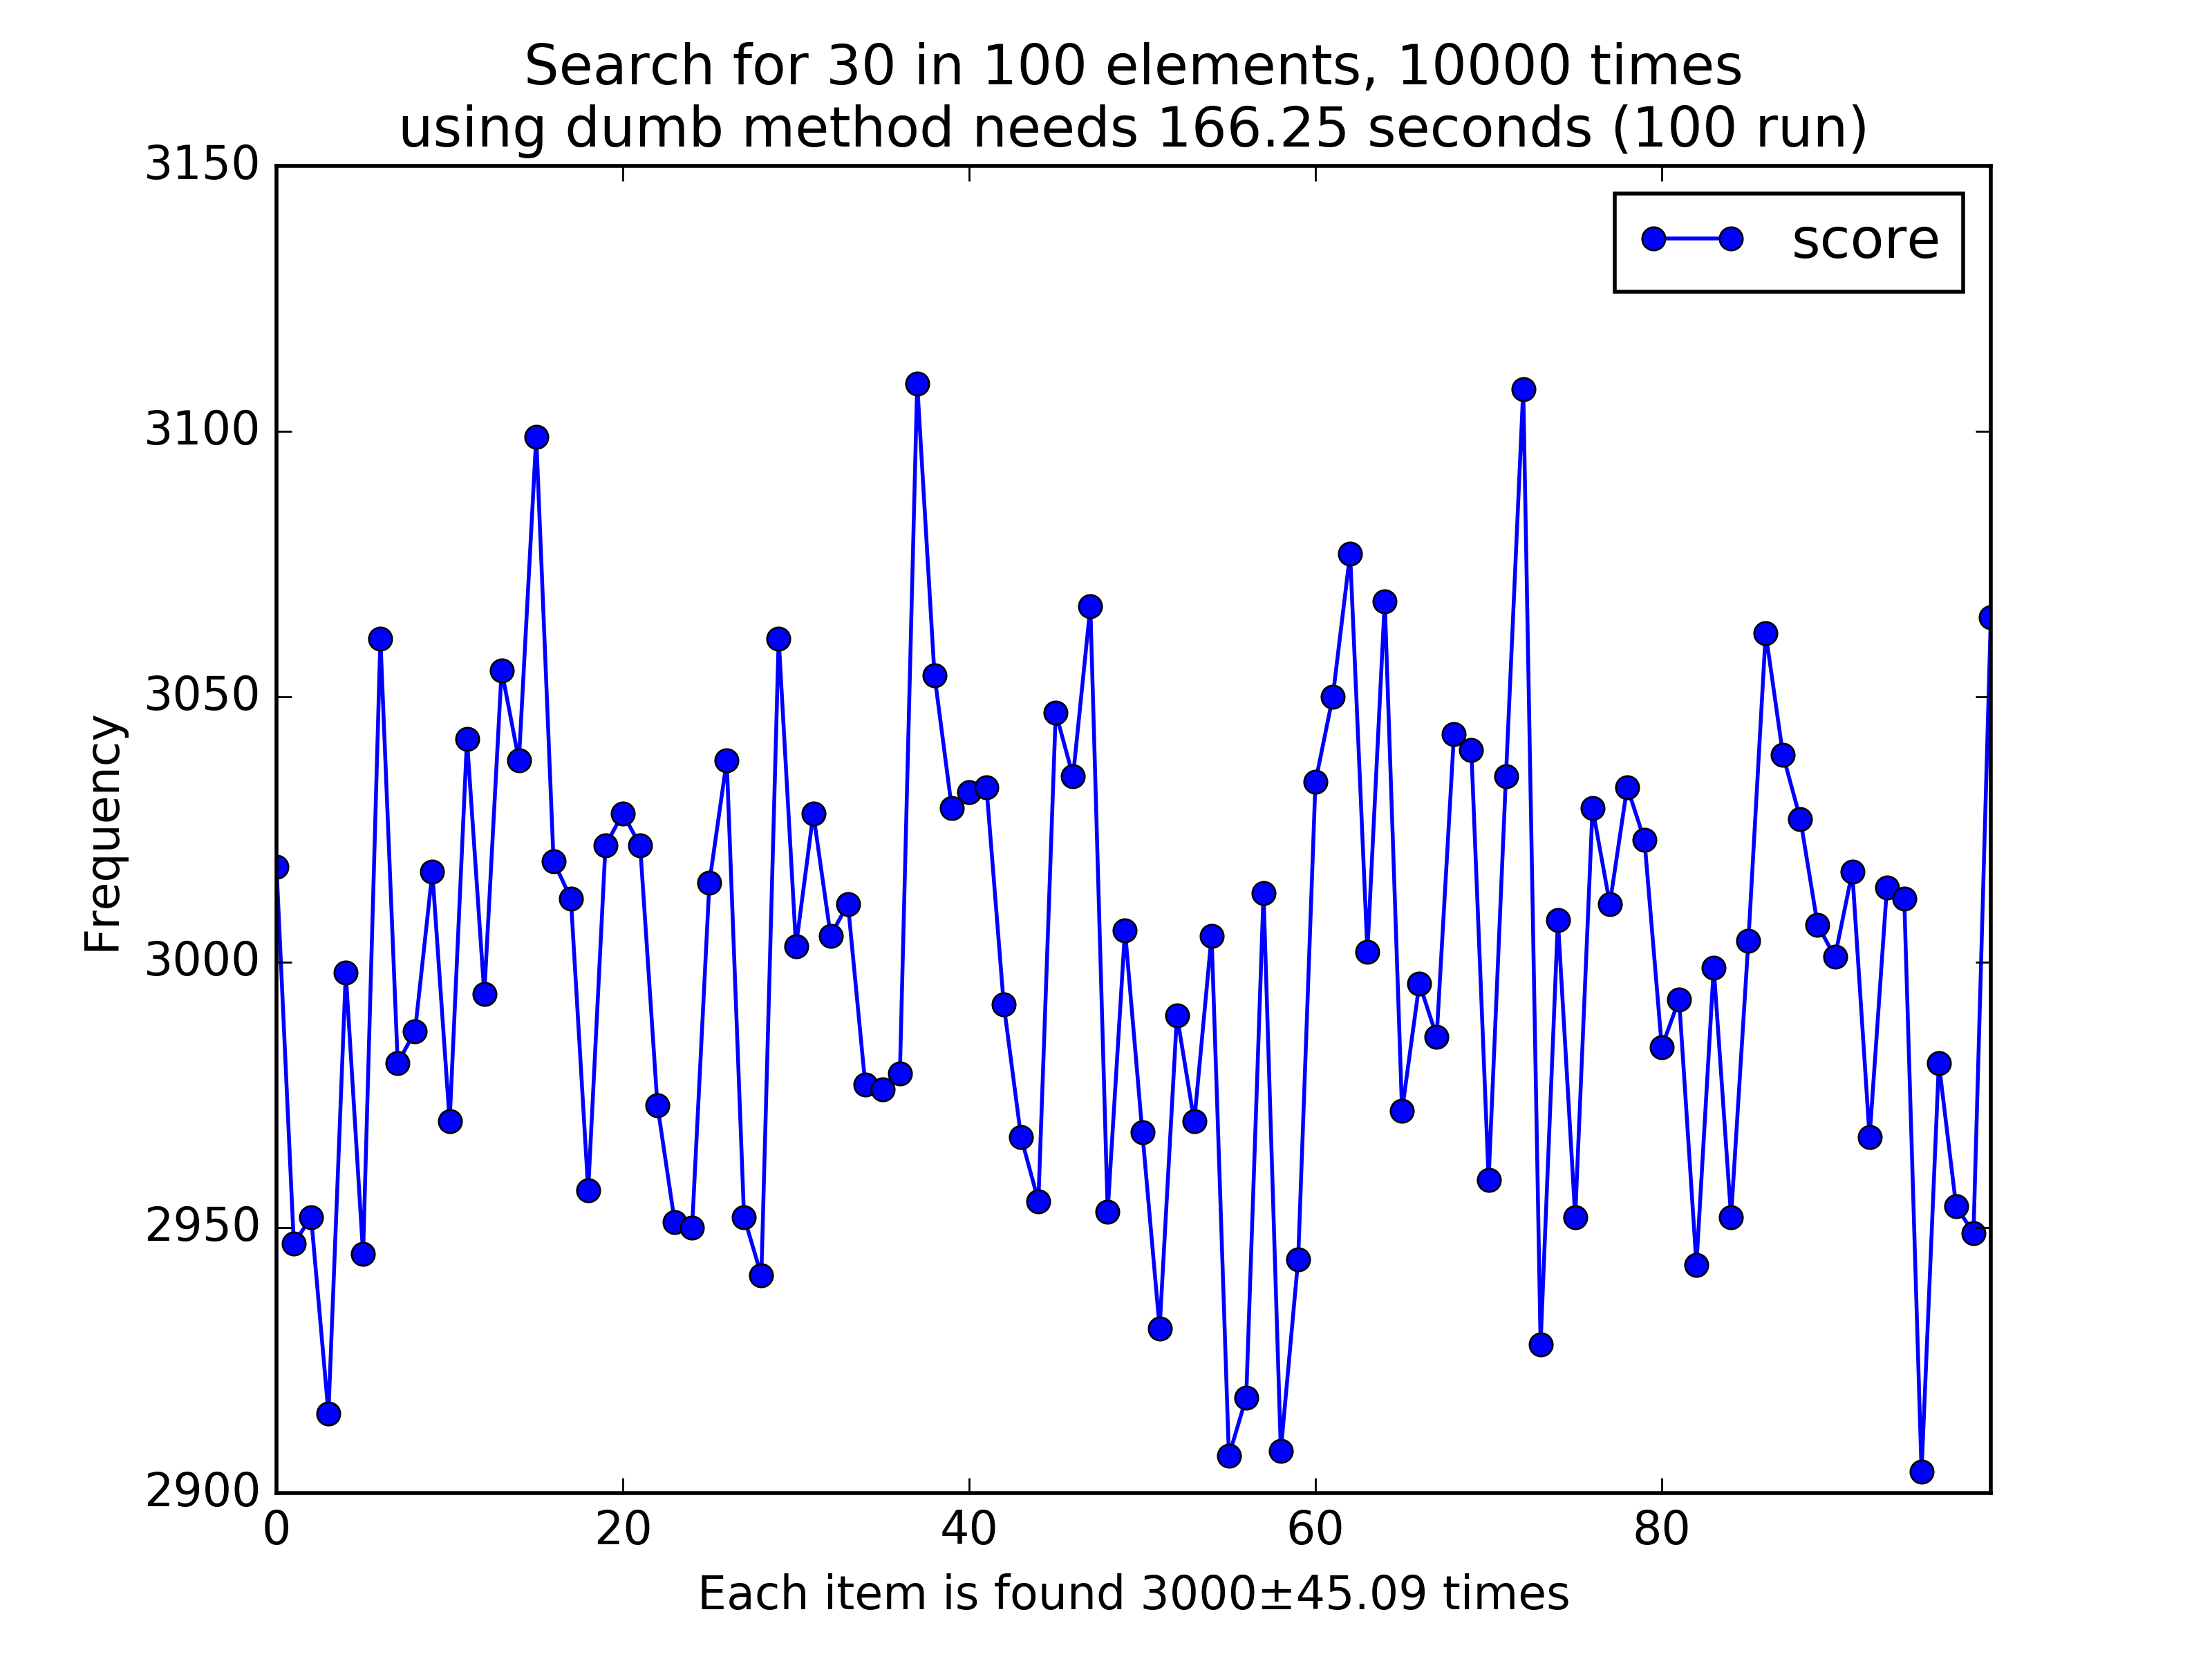 Search for 30 in 100 elements, 10000 times
using dumb method needs 166.25 seconds (100 run)
score
3150
3100
3050
3000
2950
2900
Frequency
0 20 40 60 80
Each item is found 3000±45.09 times